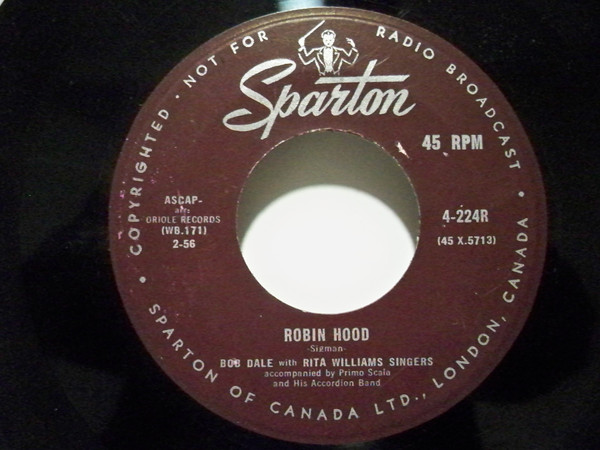 COPYRIGHTED · NOT FOR RADIO BROADCAST
Sparton
45 RPM
ASCAP-
ORIOLE RECORDS
(WB.171)
2-56
4-224R
(45 X.5713)
ROBIN HOOD
-Sigman-
BOB DALE with RITA WILLIAMS SINGERS
accompanied by Primo Scala
and His Accordion Band
SPARTON OF CANADA LTD., LONDON, CANADA